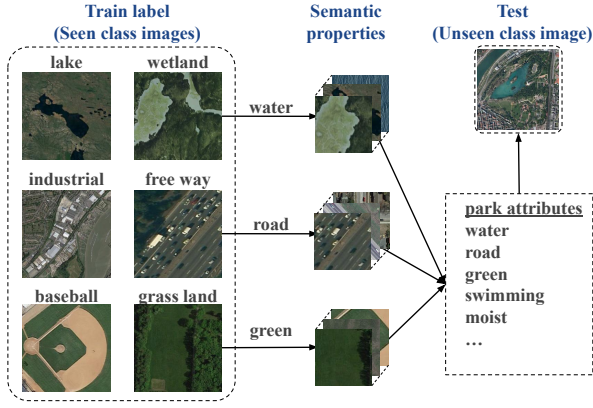 Train label
(Seen class images)
Semantic
properties
Test
(Unseen class image)
lake
wetland
water
industrial
free way
road
baseball
grass land
green
park attributes
water
road
green
swimming
moist
...